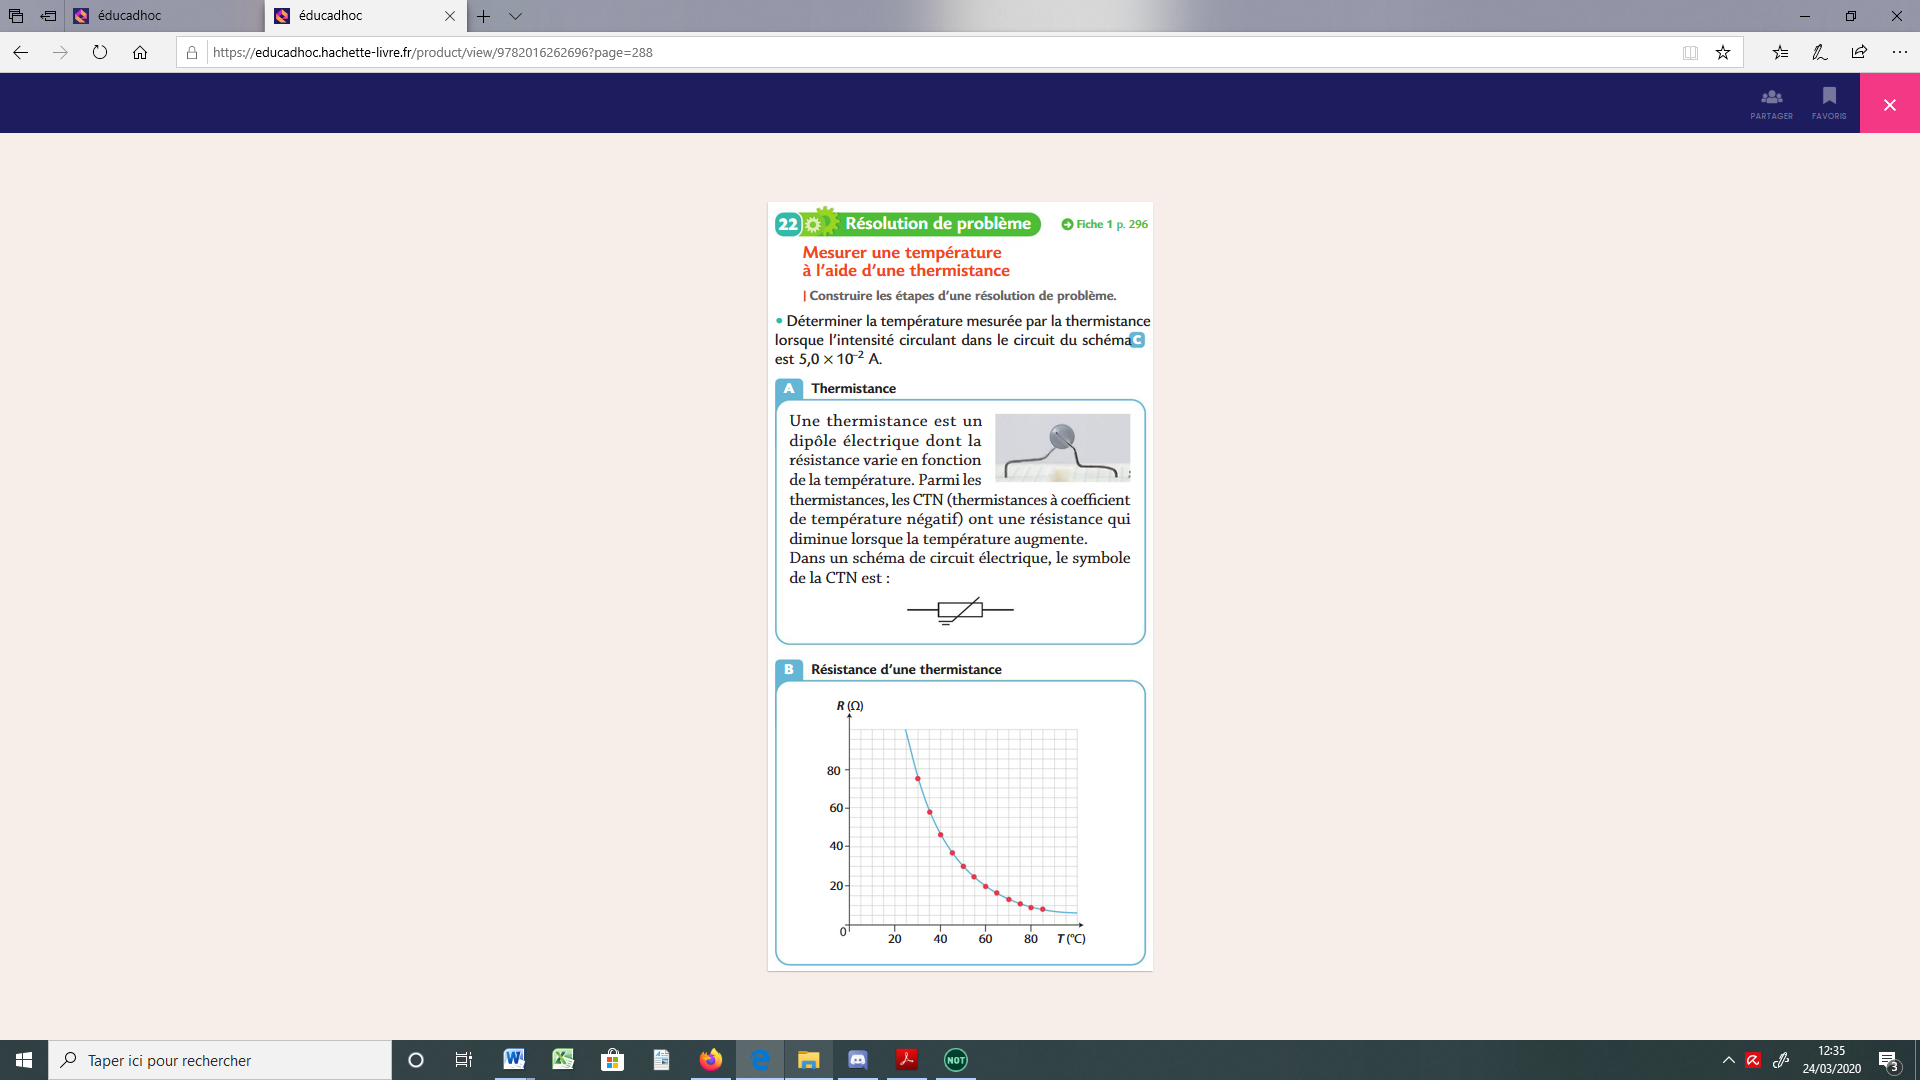 éducadhoc
éducadhoc
https://educadhoc.hachette-livre.fr/product/view/9782016262696?page=288
PARTAGER
FAVORIS
22 Résolution de problème
Fiche 1 p. 296
Mesurer une température
à l'aide d'une thermistance
| Construire les étapes d'une résolution de problème.
• Déterminer la température mesurée par la thermistance
lorsque l'intensité circulant dans le circuit du schéma C
est 5,0 × 10⁻² A.
A Thermistance
Une thermistance est un
dipôle électrique dont la
résistance varie en fonction
de la température. Parmi les
thermistances, les CTN (thermistances à coefficient
de température négatif) ont une résistance qui
diminue lorsque la température augmente.
Dans un schéma de circuit électrique, le symbole
de la CTN est :
B Résistance d'une thermistance
R (Ω)
80
60
40
20
0
20 40 60 80 T (°C)
Taper ici pour rechercher
NOT
12:35
24/03/2020
3